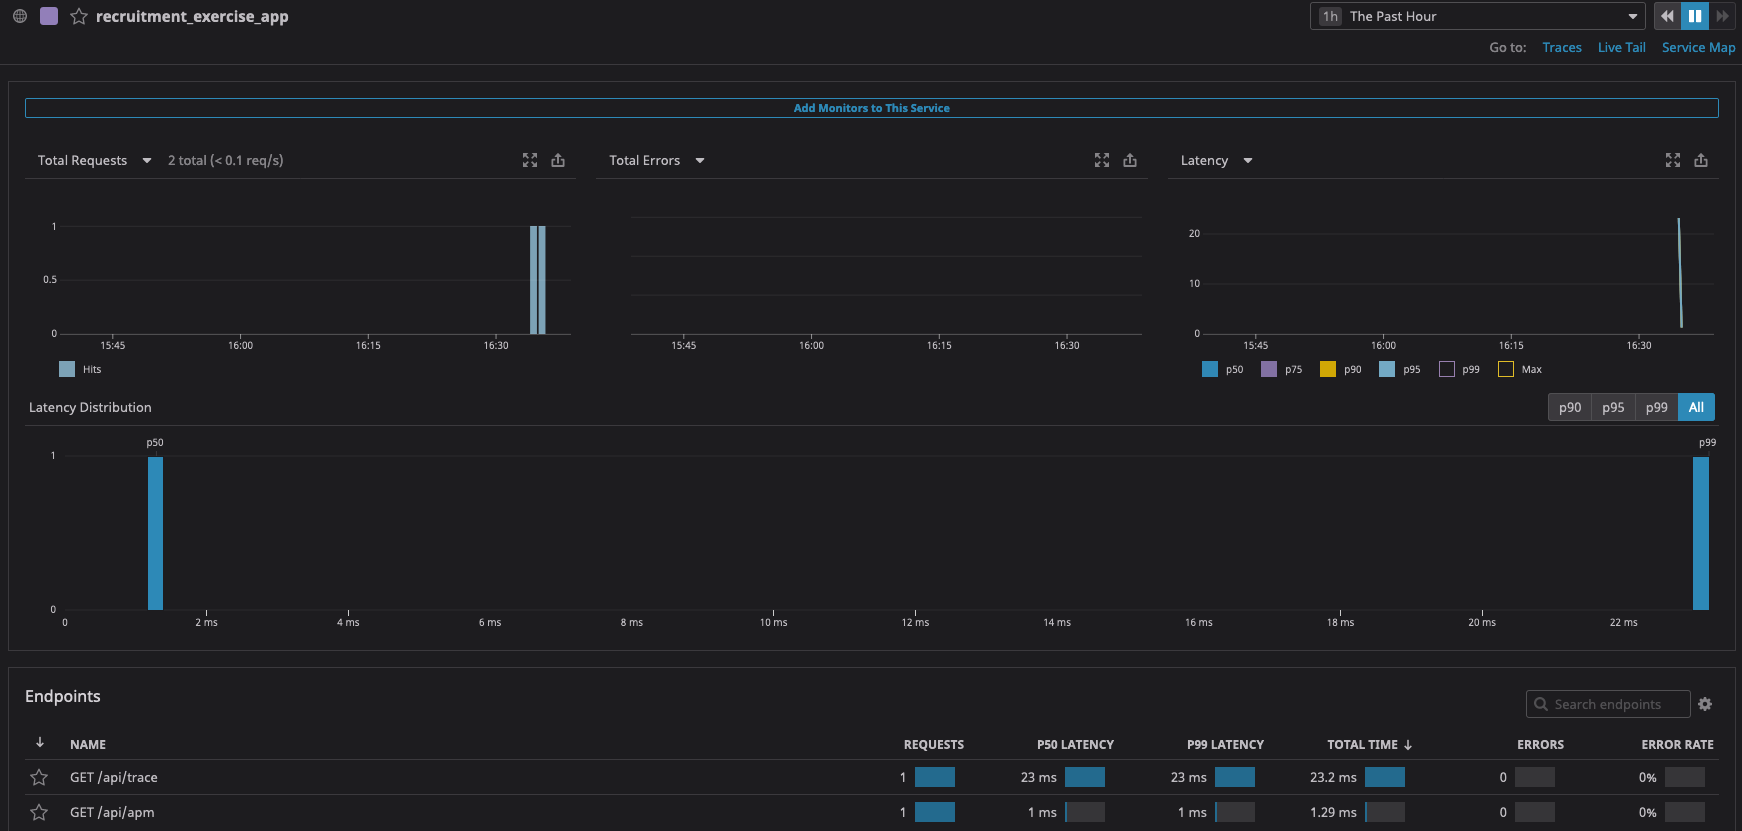 recruitment_exercise_app
1h The Past Hour
Go to: Traces Live Tail Service Map
Add Monitors to This Service
Total Requests 2 total (< 0.1 req/s)
1
0.5
0
15:45 16:00 16:15 16:30
Hits
Total Errors
15:45 16:00 16:15 16:30
Latency
20
10
0
15:45 16:00 16:15 16:30
p50 p75 p90 p95 p99 Max
Latency Distribution
p90 p95 p99 All
p50 p99
1
0
0 2 ms 4 ms 6 ms 8 ms 10 ms 12 ms 14 ms 16 ms 18 ms 20 ms 22 ms
Endpoints
Search endpoints
NAME REQUESTS P50 LATENCY P99 LATENCY TOTAL TIME ERRORS ERROR RATE
GET /api/trace 1 23 ms 23 ms 23.2 ms 0 0%
GET /api/apm 1 1 ms 1 ms 1.29 ms 0 0%